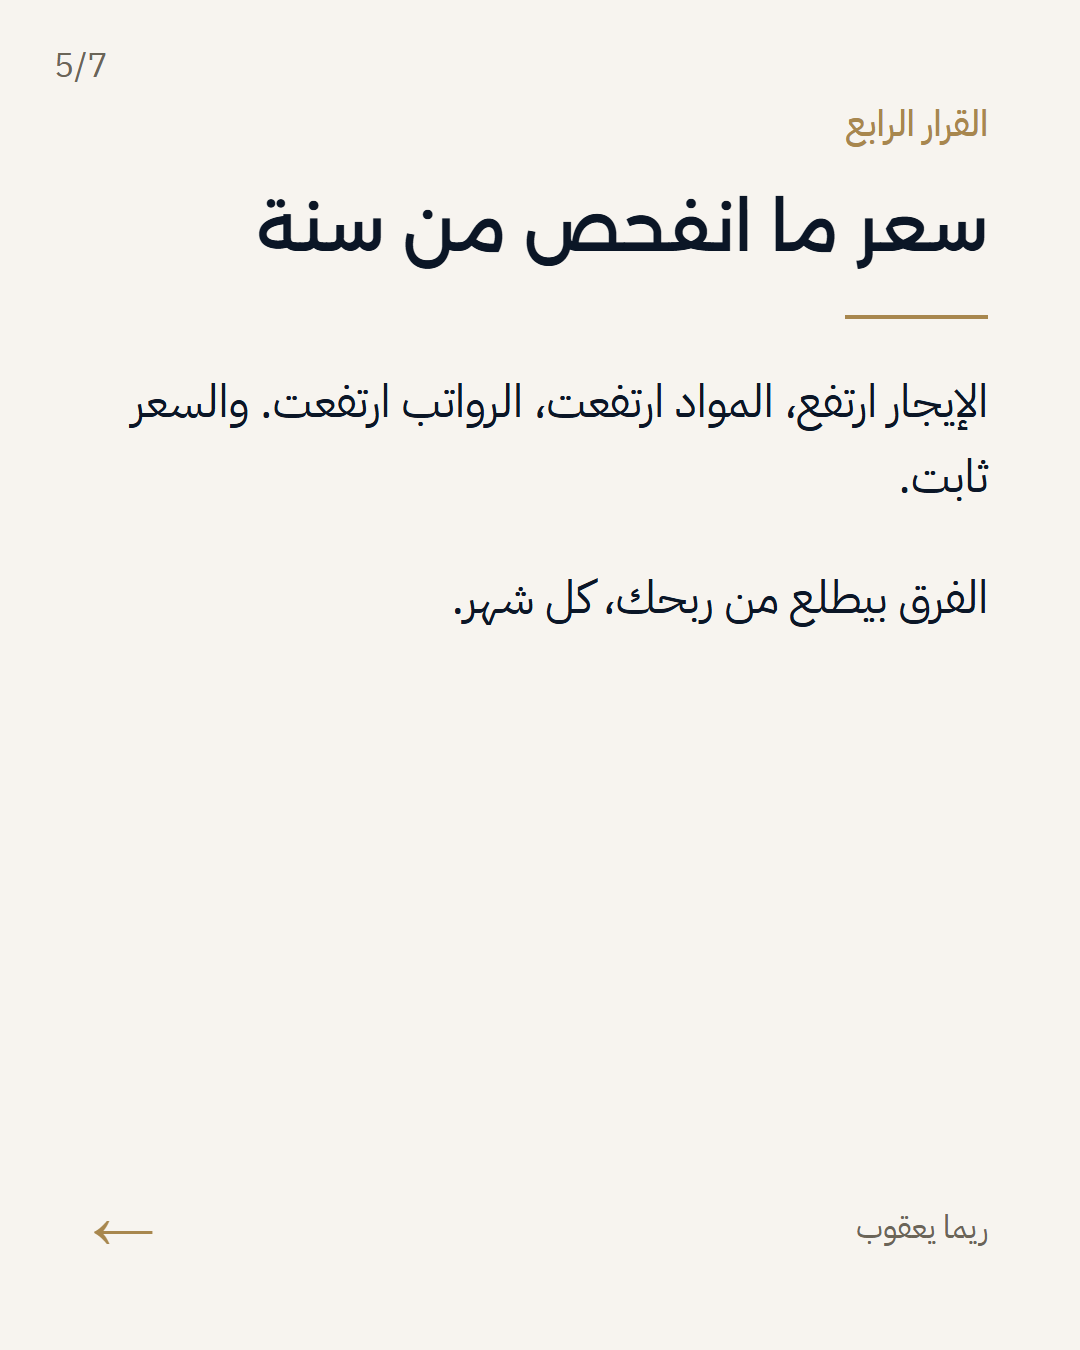 5/7
القرار الرابع
سعر ما انفحص من سنة
الإيجار ارتفع، المواد ارتفعت، الرواتب ارتفعت. والسعر
ثابت.
الفرق بيطلع من ربحك، كل شهر.
ريما يعقوب
←